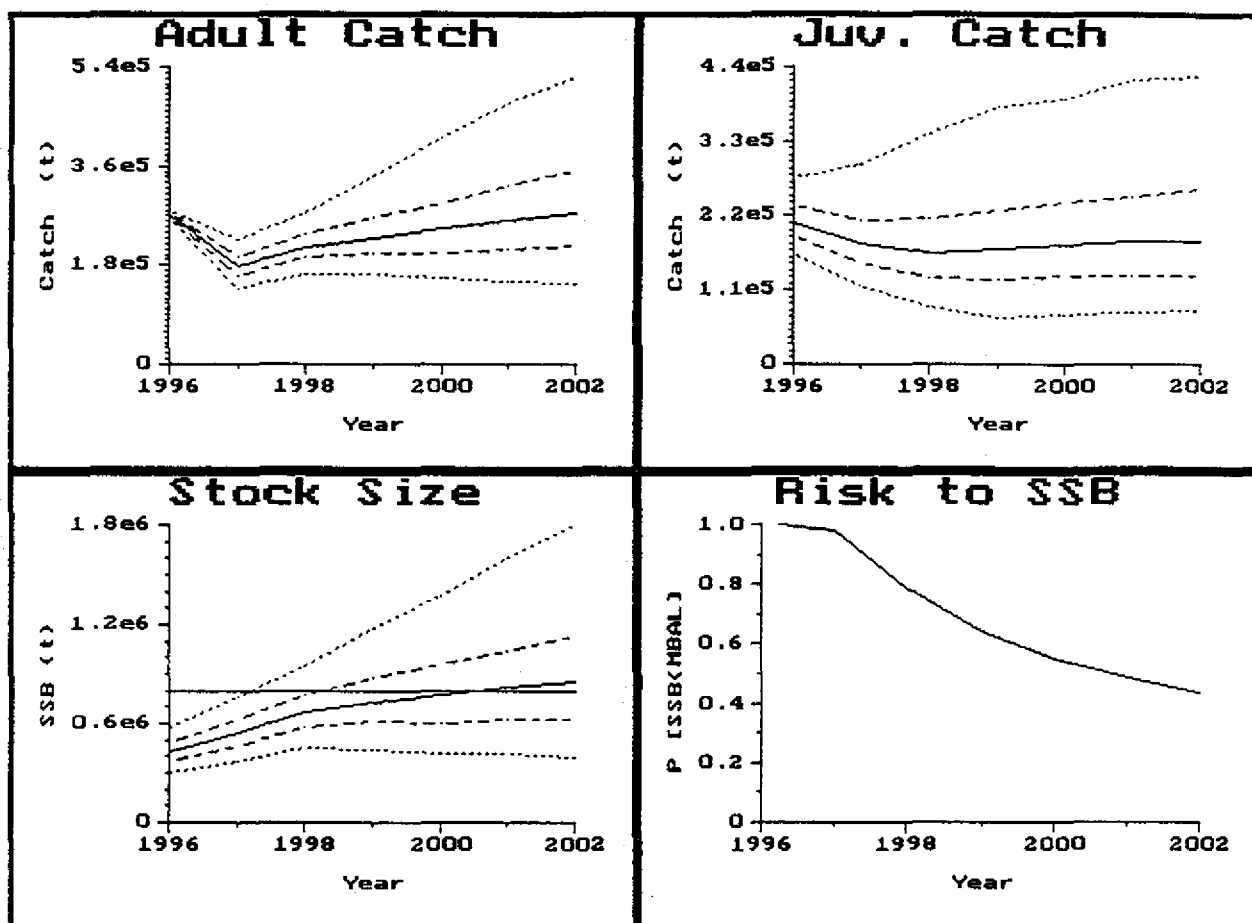 Adult Catch
5.4e5
3.6e5
1.8e5
0
Catch (t)
1996 1998 2000 2002
Year
Juv. Catch
4.4e5
3.3e5
2.2e5
1.1e5
0
Catch (t)
1996 1998 2000 2002
Year
Stock Size
1.8e6
1.2e6
0.6e6
0
SSB (t)
1996 1998 2000 2002
Year
Risk to SSB
1.0
0.8
0.6
0.4
0.2
0
P [SSB<MBAL]
1996 1998 2000 2002
Year